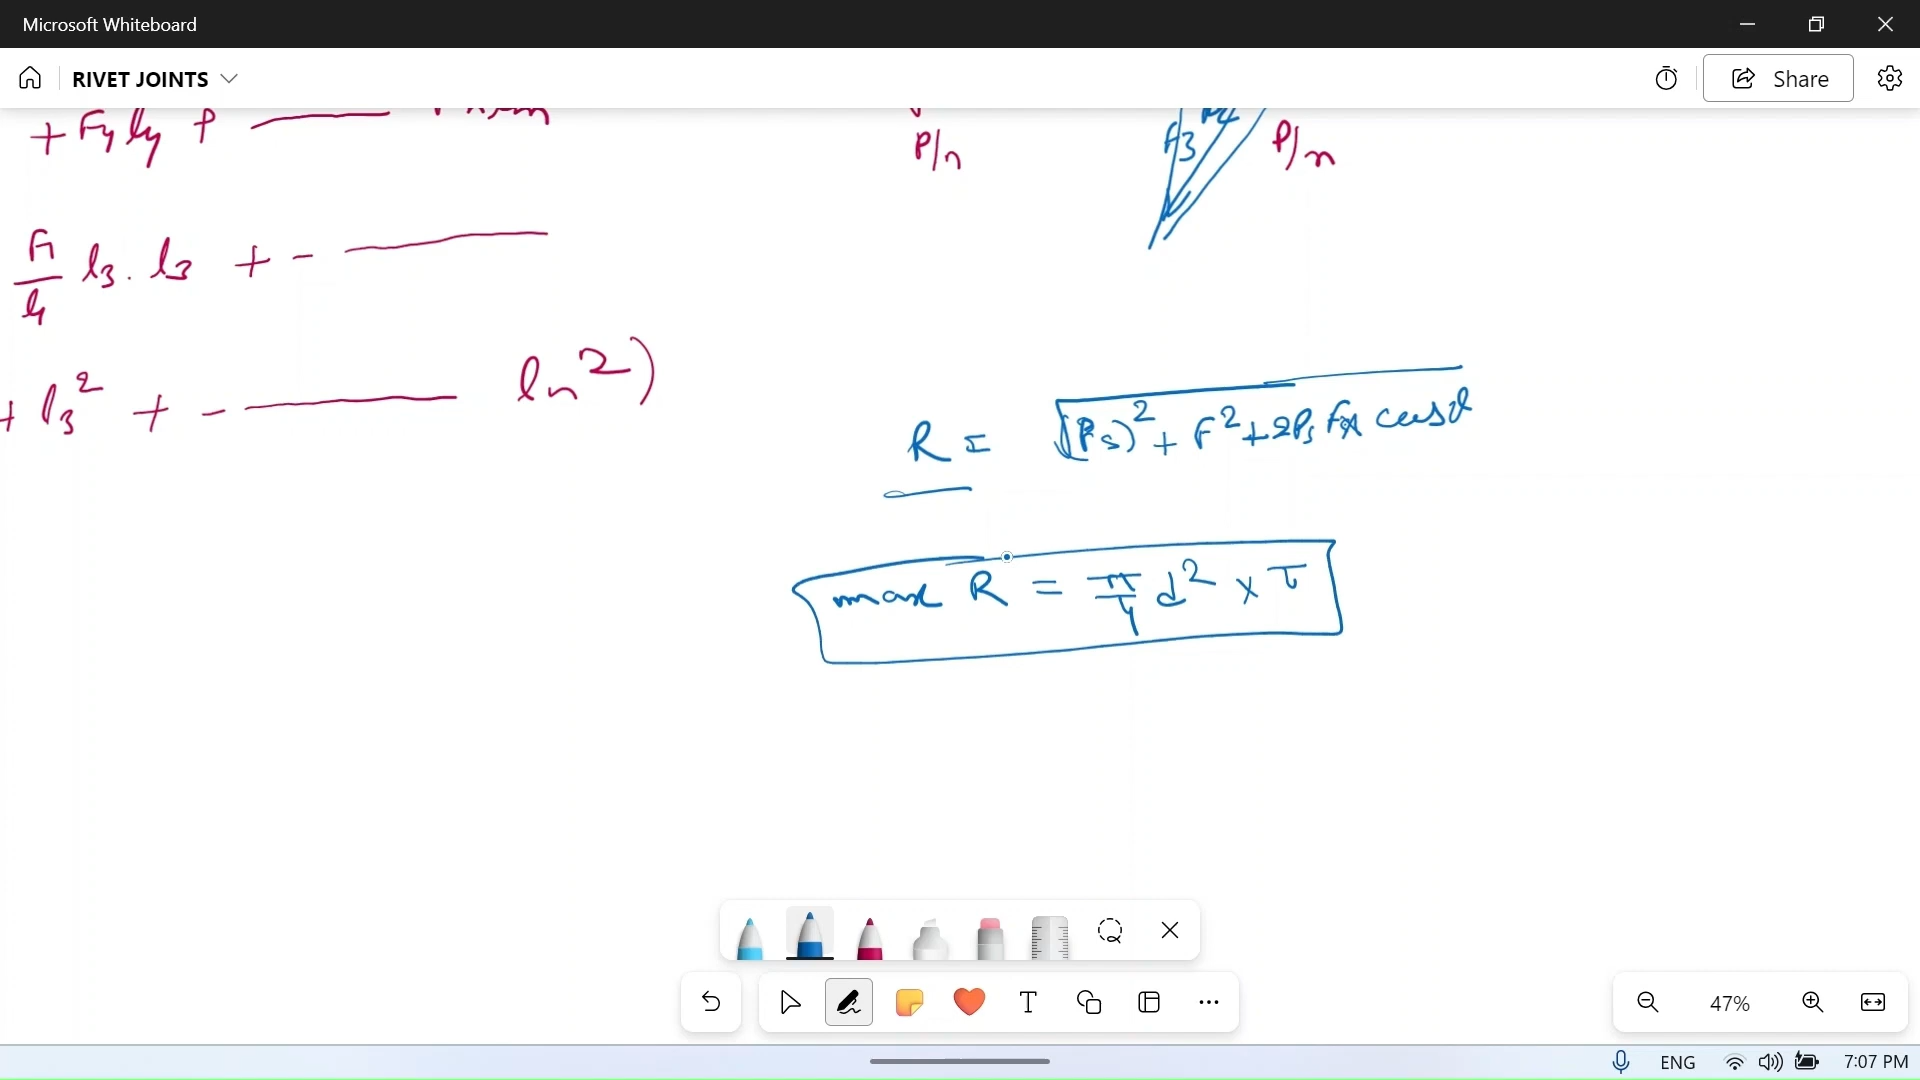 Microsoft Whiteboard
RIVET JOINTS
Share
+ F4 l4 +
P/n
F3
P/n
F1/l1 l3 . l3 + -
+ l3² + - ln²)
R = √(Ps)² + F² + 2Ps F × cosθ
max R = π/4 d² × τ
47%
ENG
7:07 PM